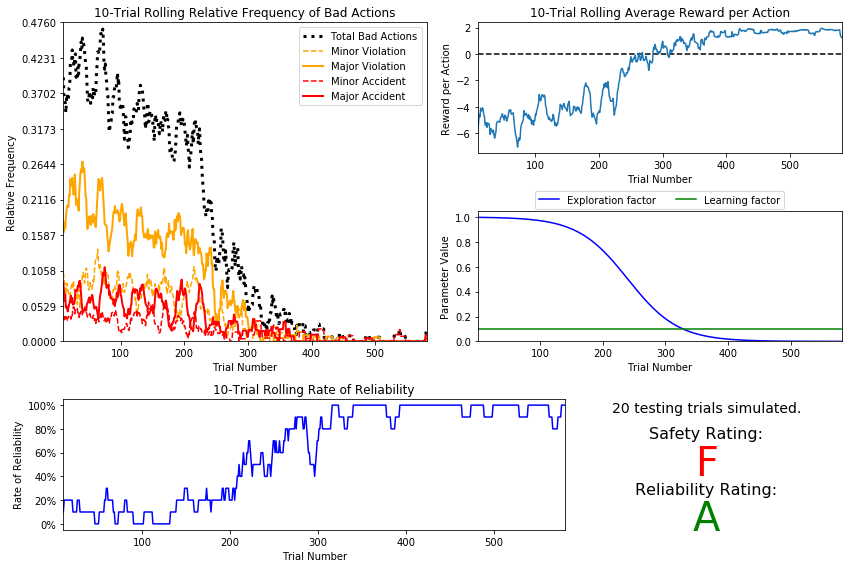 10-Trial Rolling Relative Frequency of Bad Actions
0.4760
0.4231
0.3702
0.3173
0.2644
0.2116
0.1587
0.1058
0.0529
0.0000
Relative Frequency
Total Bad Actions
Minor Violation
Major Violation
Minor Accident
Major Accident
100
200
300
400
500
Trial Number
10-Trial Rolling Average Reward per Action
2
0
−2
−4
−6
Reward per Action
100
200
300
400
500
Trial Number
Exploration factor
Learning factor
1.0
0.8
0.6
0.4
0.2
0.0
Parameter Value
100
200
300
400
500
Trial Number
10-Trial Rolling Rate of Reliability
100%
80%
60%
40%
20%
0%
Rate of Reliability
100
200
300
400
500
Trial Number
20 testing trials simulated.
Safety Rating:
F
Reliability Rating:
A